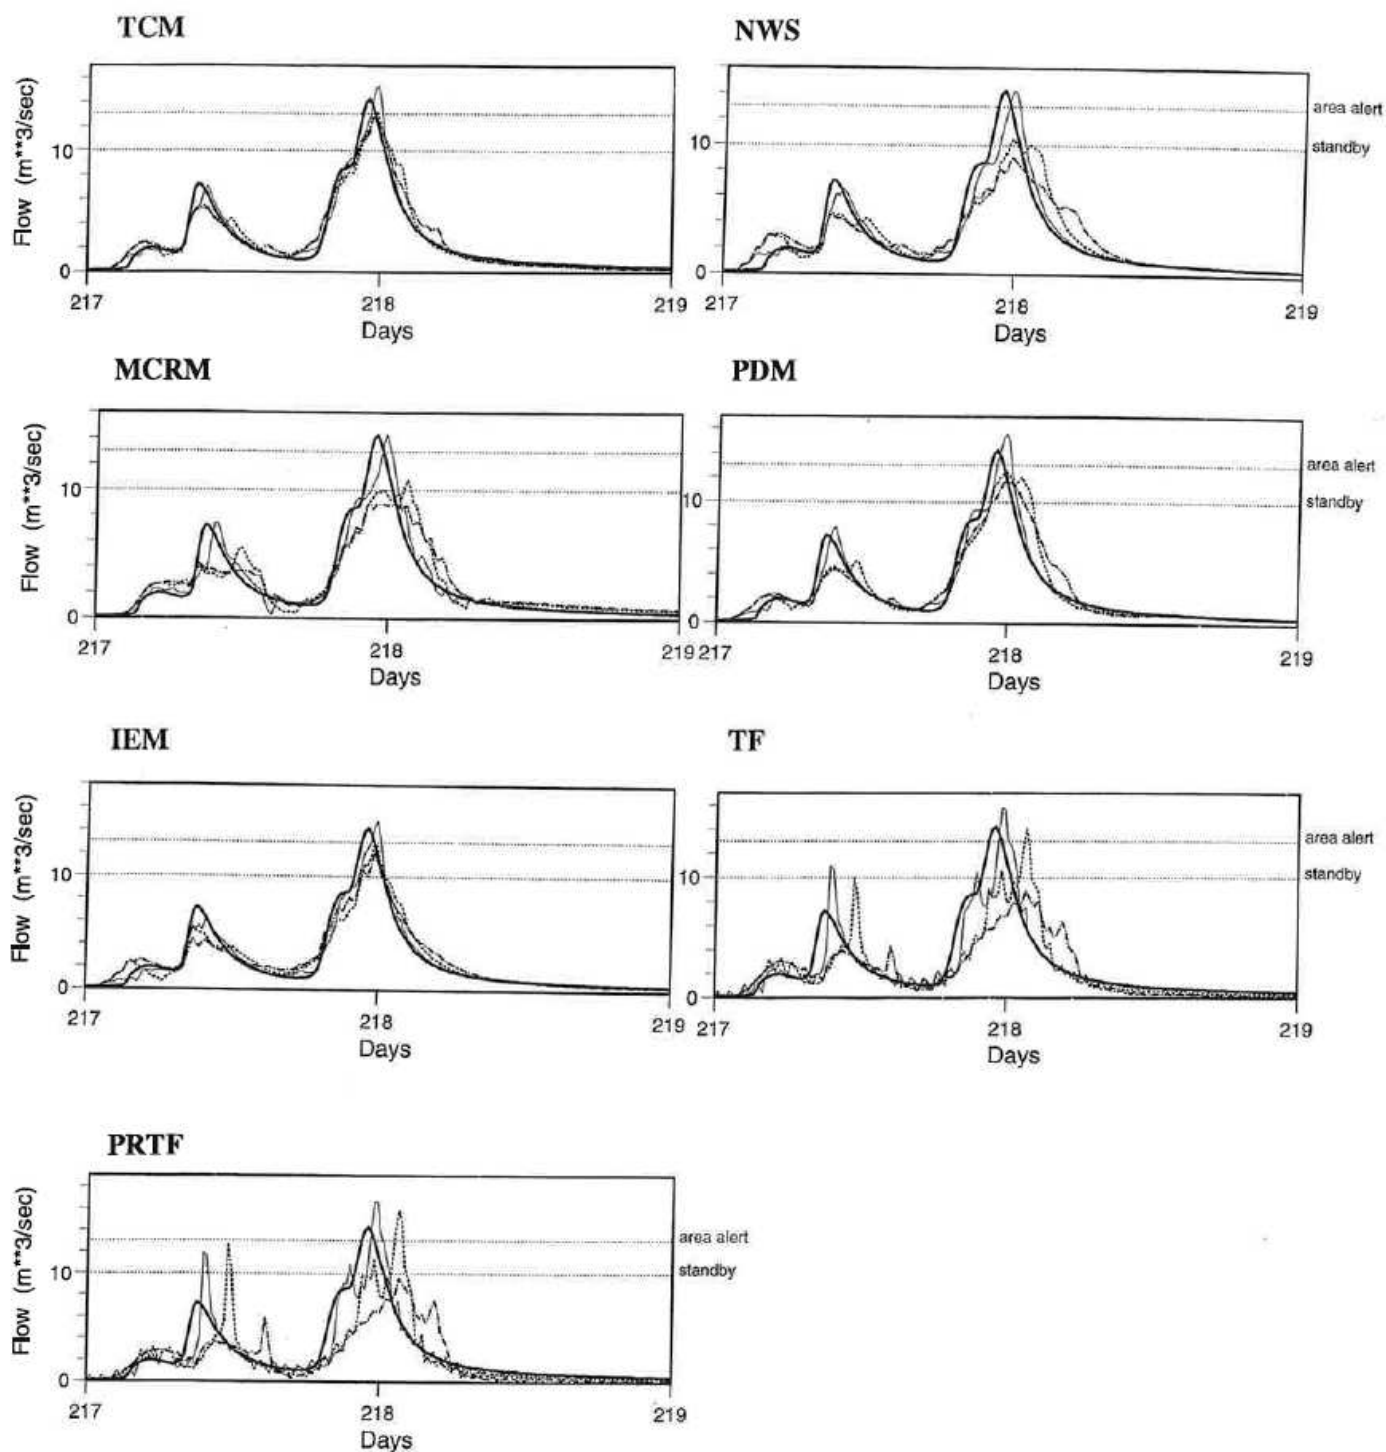 TCM
NWS
Flow (m**3/sec)
10
0
217
218
219
Days
10
0
217
218
219
Days
area alert
standby
MCRM
PDM
Flow (m**3/sec)
10
0
217
218
219
Days
10
0
217
218
219
Days
area alert
standby
IEM
TF
Flow (m**3/sec)
10
0
217
218
219
Days
10
0
217
218
219
Days
area alert
standby
PRTF
Flow (m**3/sec)
10
0
217
218
219
Days
area alert
standby